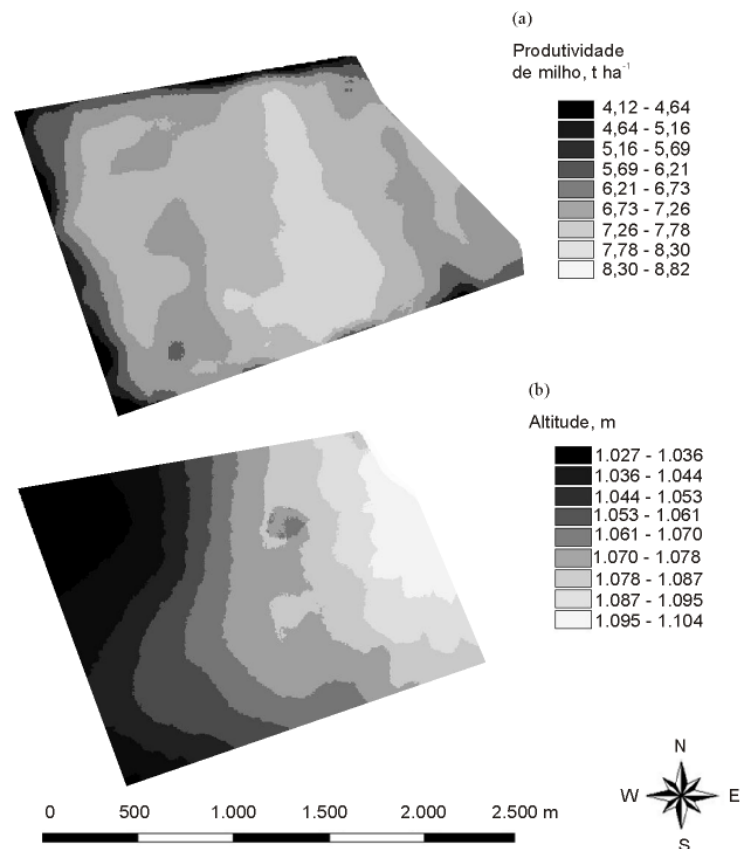 (a)
Produtividade
de milho, t ha⁻¹
4,12 - 4,64
4,64 - 5,16
5,16 - 5,69
5,69 - 6,21
6,21 - 6,73
6,73 - 7,26
7,26 - 7,78
7,78 - 8,30
8,30 - 8,82
(b)
Altitude, m
1.027 - 1.036
1.036 - 1.044
1.044 - 1.053
1.053 - 1.061
1.061 - 1.070
1.070 - 1.078
1.078 - 1.087
1.087 - 1.095
1.095 - 1.104
0 500 1.000 1.500 2.000 2.500 m
N
W E
S